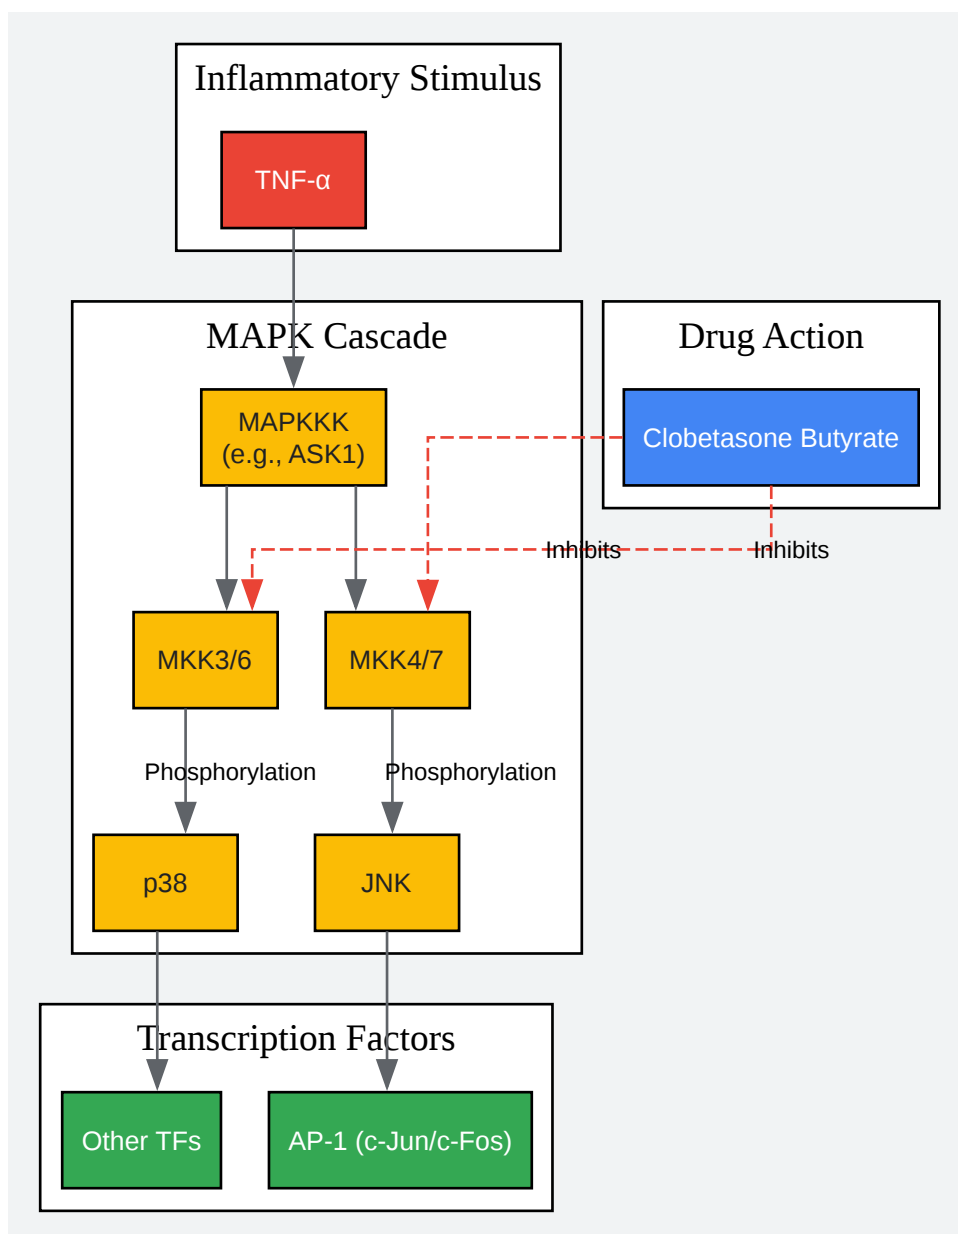 Inflammatory Stimulus
TNF-α
MAPK Cascade
Drug Action
MAPKKK
(e.g., ASK1)
Clobetasone Butyrate
Inhibits
Inhibits
MKK3/6
MKK4/7
Phosphorylation
Phosphorylation
p38
JNK
Transcription Factors
Other TFs
AP-1 (c-Jun/c-Fos)